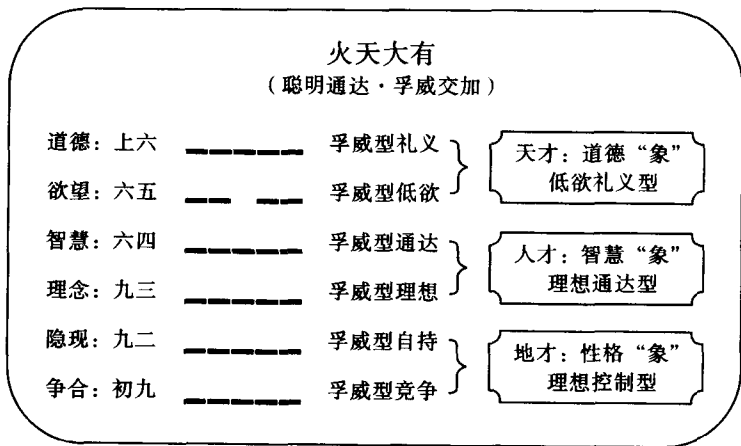 火天大有
（聪明通达·孚威交加）
道德：上六 孚威型礼义
欲望：六五 孚威型低欲
天才：道德“象”
低欲礼义型
智慧：六四 孚威型通达
理念：九三 孚威型理想
人才：智慧“象”
理想通达型
隐现：九二 孚威型自持
争合：初九 孚威型竞争
地才：性格“象”
理想控制型